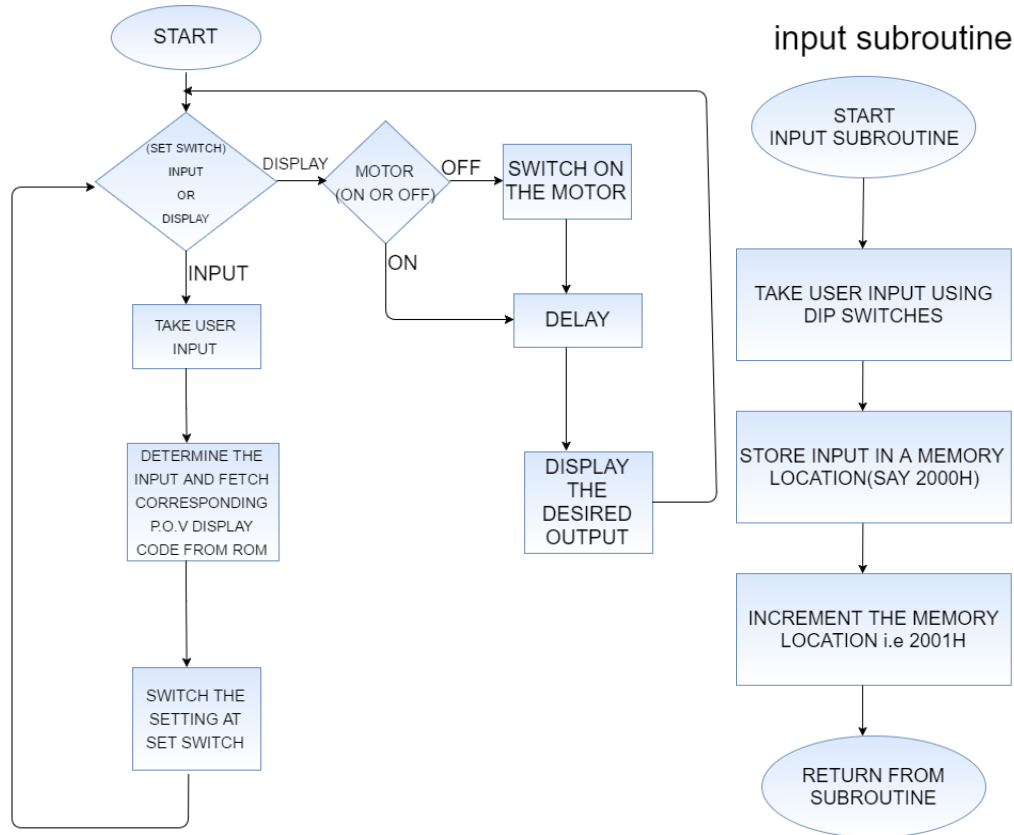 START
(SET SWITCH)
INPUT
OR
DISPLAY
DISPLAY
MOTOR
(ON OR OFF)
OFF
SWITCH ON
THE MOTOR
ON
DELAY
DISPLAY
THE
DESIRED
OUTPUT
INPUT
TAKE USER
INPUT
DETERMINE THE
INPUT AND FETCH
CORRESPONDING
P.O.V DISPLAY
CODE FROM ROM
SWITCH THE
SETTING AT
SET SWITCH
input subroutine
START
INPUT SUBROUTINE
TAKE USER INPUT USING
DIP SWITCHES
STORE INPUT IN A MEMORY
LOCATION(SAY 2000H)
INCREMENT THE MEMORY
LOCATION i.e 2001H
RETURN FROM
SUBROUTINE